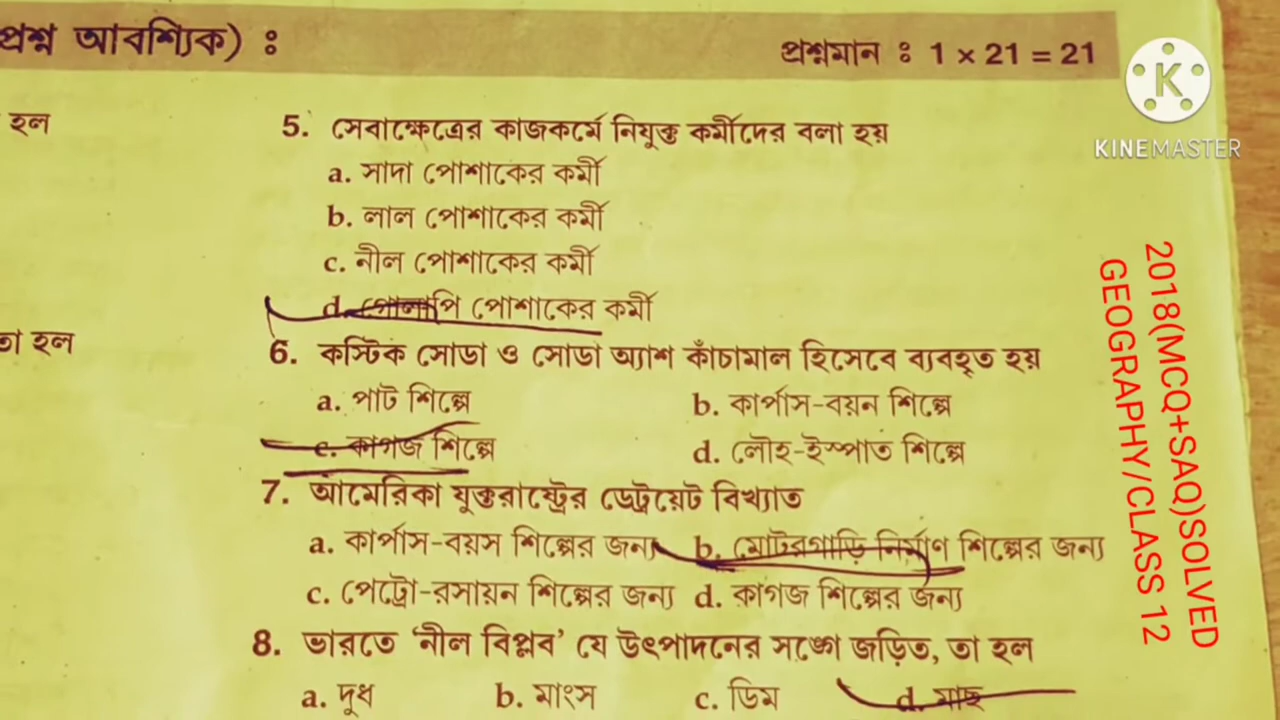 প্রশ্ন আবশ্যিক) : প্রশ্নমান : 1 × 21 = 21
হল
5. সেবাক্ষেত্রের কাজকর্মে নিযুক্ত কর্মীদের বলা হয়
a. সাদা পোশাকের কর্মী
b. লাল পোশাকের কর্মী
c. নীল পোশাকের কর্মী
d. গোলাপি পোশাকের কর্মী
তা হল
6. কস্টিক সোডা ও সোডা অ্যাশ কাঁচামাল হিসেবে ব্যবহৃত হয়
a. পাট শিল্পে b. কার্পাস-বয়ন শিল্পে
c. কাগজ শিল্পে d. লৌহ-ইস্পাত শিল্পে
7. আমেরিকা যুক্তরাষ্ট্রের ডেট্রয়েট বিখ্যাত
a. কার্পাস-বয়স শিল্পের জন্য b. মোটরগাড়ি নির্মাণ শিল্পের জন্য
c. পেট্রো-রসায়ন শিল্পের জন্য d. কাগজ শিল্পের জন্য
8. ভারতে ‘নীল বিপ্লব’ যে উৎপাদনের সঙ্গে জড়িত, তা হল
a. দুধ b. মাংস c. ডিম d. মাছ
K
KINEMASTER
2018(MCQ+SAQ)SOLVED
GEOGRAPHY/CLASS 12